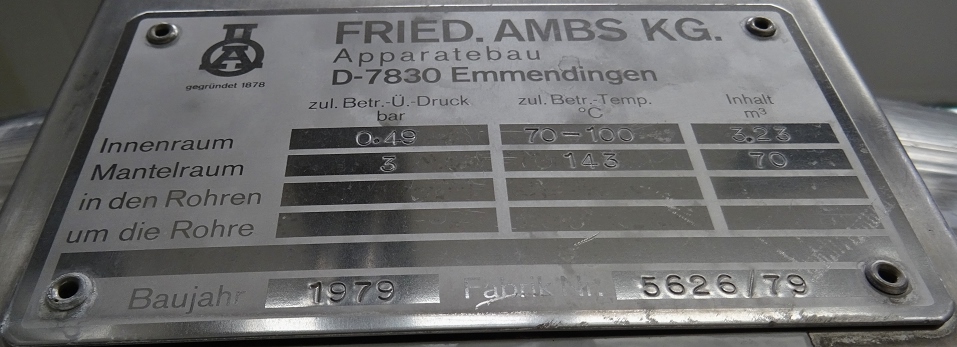 FRIED. AMBS KG.
Apparatebau
D-7830 Emmendingen
gegründet 1878
zul. Betr.-Ü.-Druck zul. Betr.-Temp. Inhalt
bar °C m³
Innenraum 0.49 70-100 3.23
Mantelraum 3 143 70
in den Rohren
um die Rohre
Baujahr 1979 Fabrik Nr. 5626/79